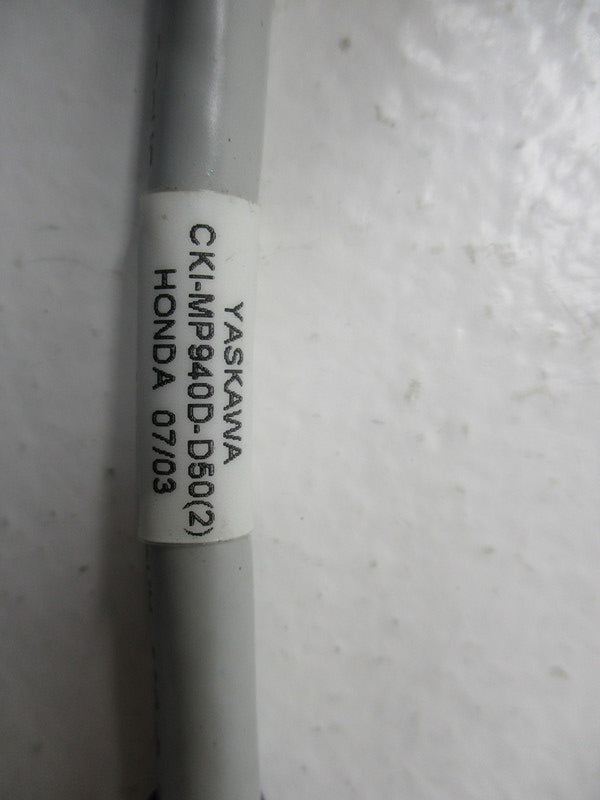 YASKAWA
CKI-MP940D-D50(2)
HONDA 07/03